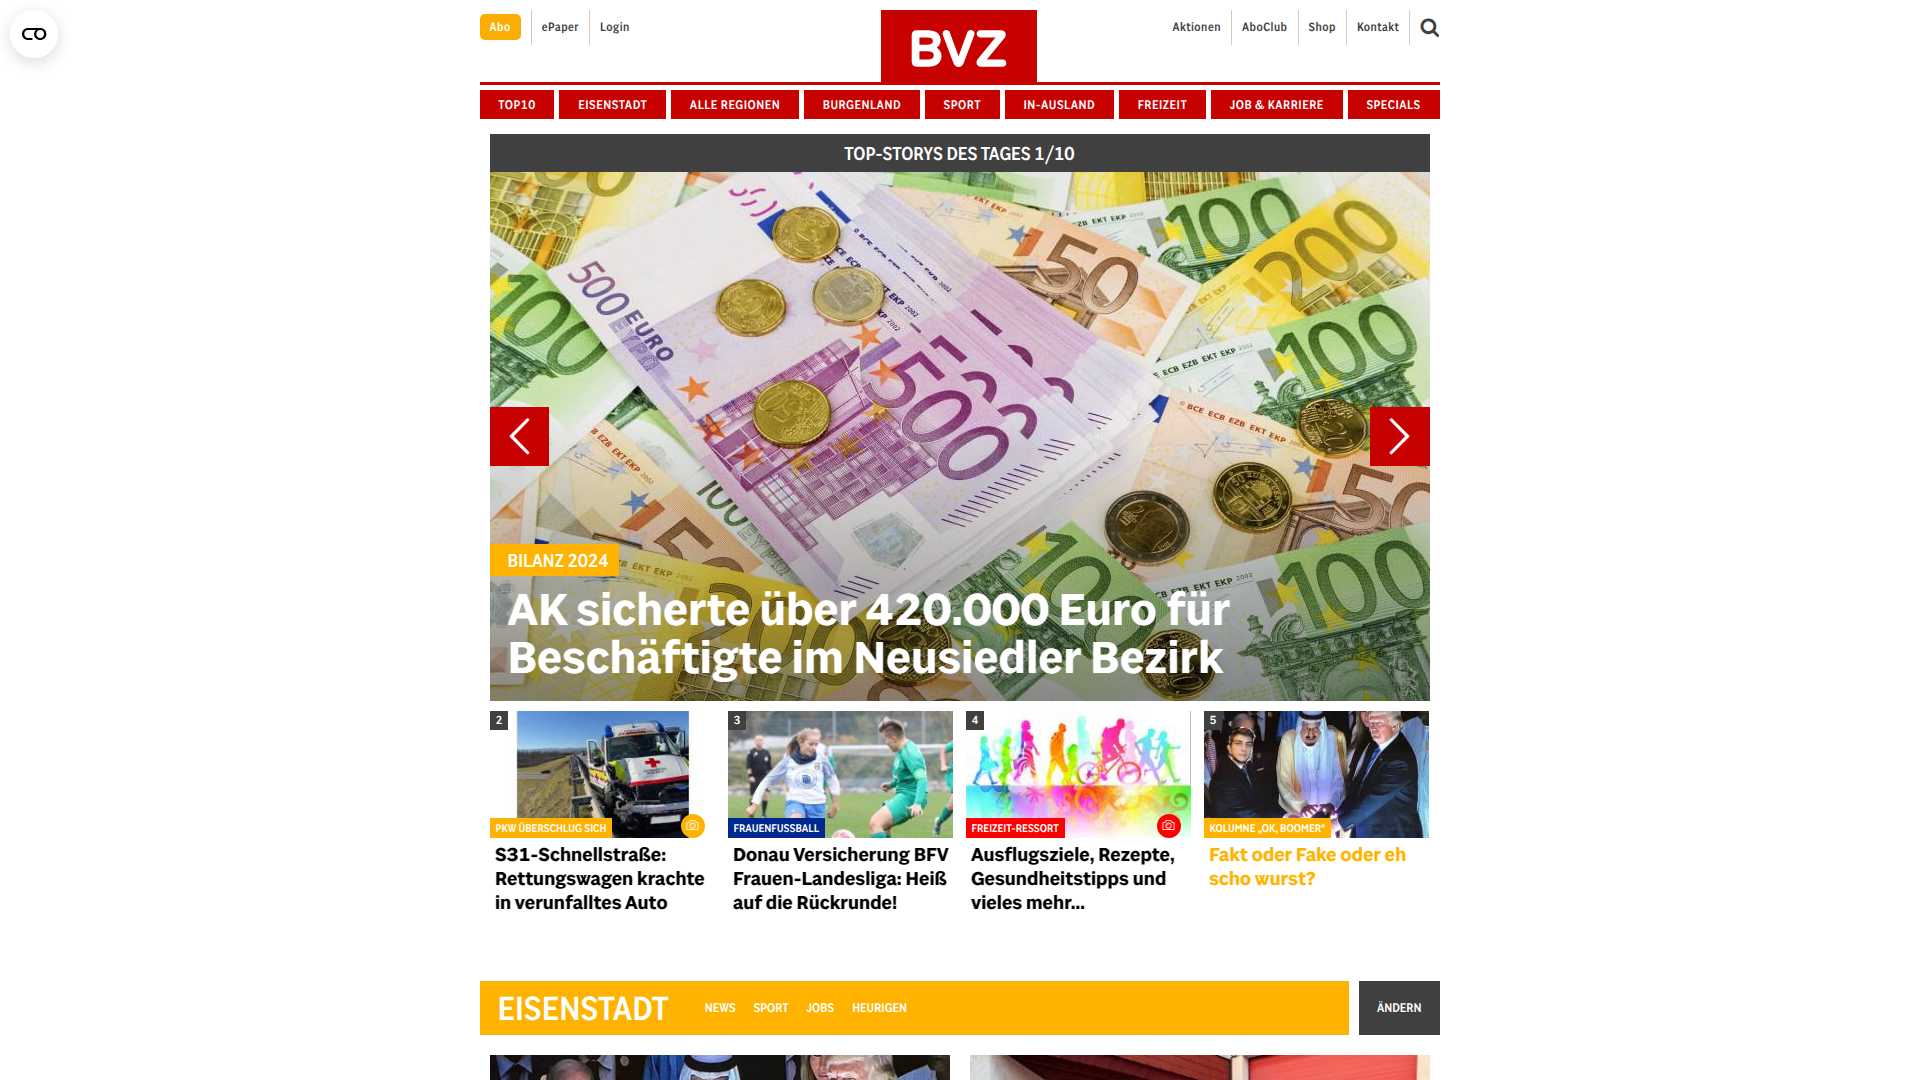 Abo
ePaper
Login
BVZ
Aktionen
AboClub
Shop
Kontakt
TOP10
EISENSTADT
ALLE REGIONEN
BURGENLAND
SPORT
IN-AUSLAND
FREIZEIT
JOB & KARRIERE
SPECIALS
TOP-STORYS DES TAGES 1/10
BILANZ 2024
AK sicherte über 420.000 Euro für
Beschäftigte im Neusiedler Bezirk
2
PKW ÜBERSCHLUG SICH
S31-Schnellstraße:
Rettungswagen krachte
in verunfalltes Auto
3
FRAUENFUSSBALL
Donau Versicherung BFV
Frauen-Landesliga: Heiß
auf die Rückrunde!
4
FREIZEIT-RESSORT
Ausflugsziele, Rezepte,
Gesundheitstipps und
vieles mehr...
5
KOLUMNE „OK, BOOMER“
Fakt oder Fake oder eh
scho wurst?
EISENSTADT
NEWS
SPORT
JOBS
HEURIGEN
ÄNDERN